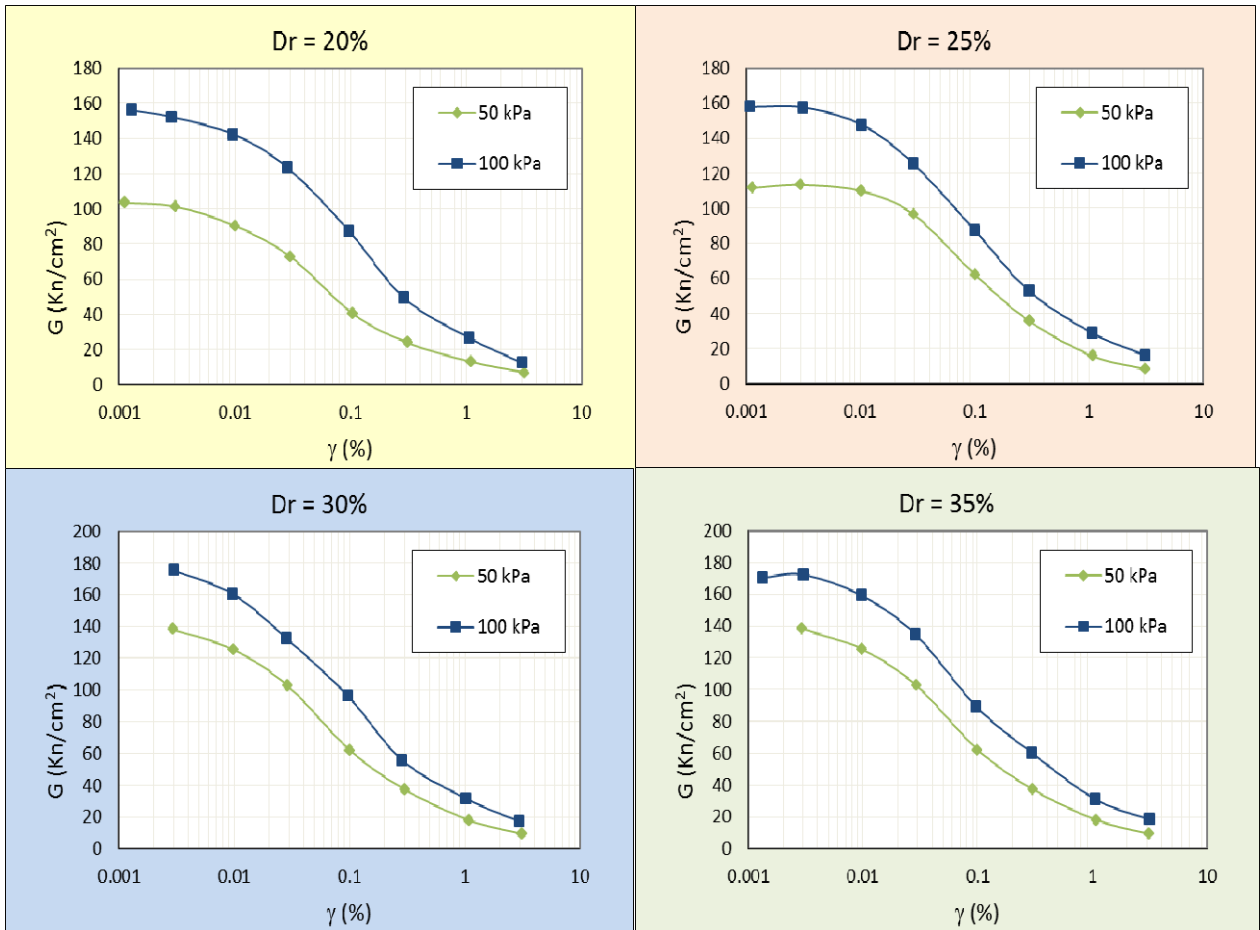 Dr = 20%
180
160
140
120
100
80
60
40
20
0
G (Kn/cm²)
50 kPa
100 kPa
0.001 0.01 0.1 1 10
γ (%)
Dr = 25%
180
160
140
120
100
80
60
40
20
0
G (Kn/cm²)
50 kPa
100 kPa
0.001 0.01 0.1 1 10
γ (%)
Dr = 30%
200
180
160
140
120
100
80
60
40
20
0
G (Kn/cm²)
50 kPa
100 kPa
0.001 0.01 0.1 1 10
γ (%)
Dr = 35%
200
180
160
140
120
100
80
60
40
20
0
G (Kn/cm²)
50 kPa
100 kPa
0.001 0.01 0.1 1 10
γ (%)